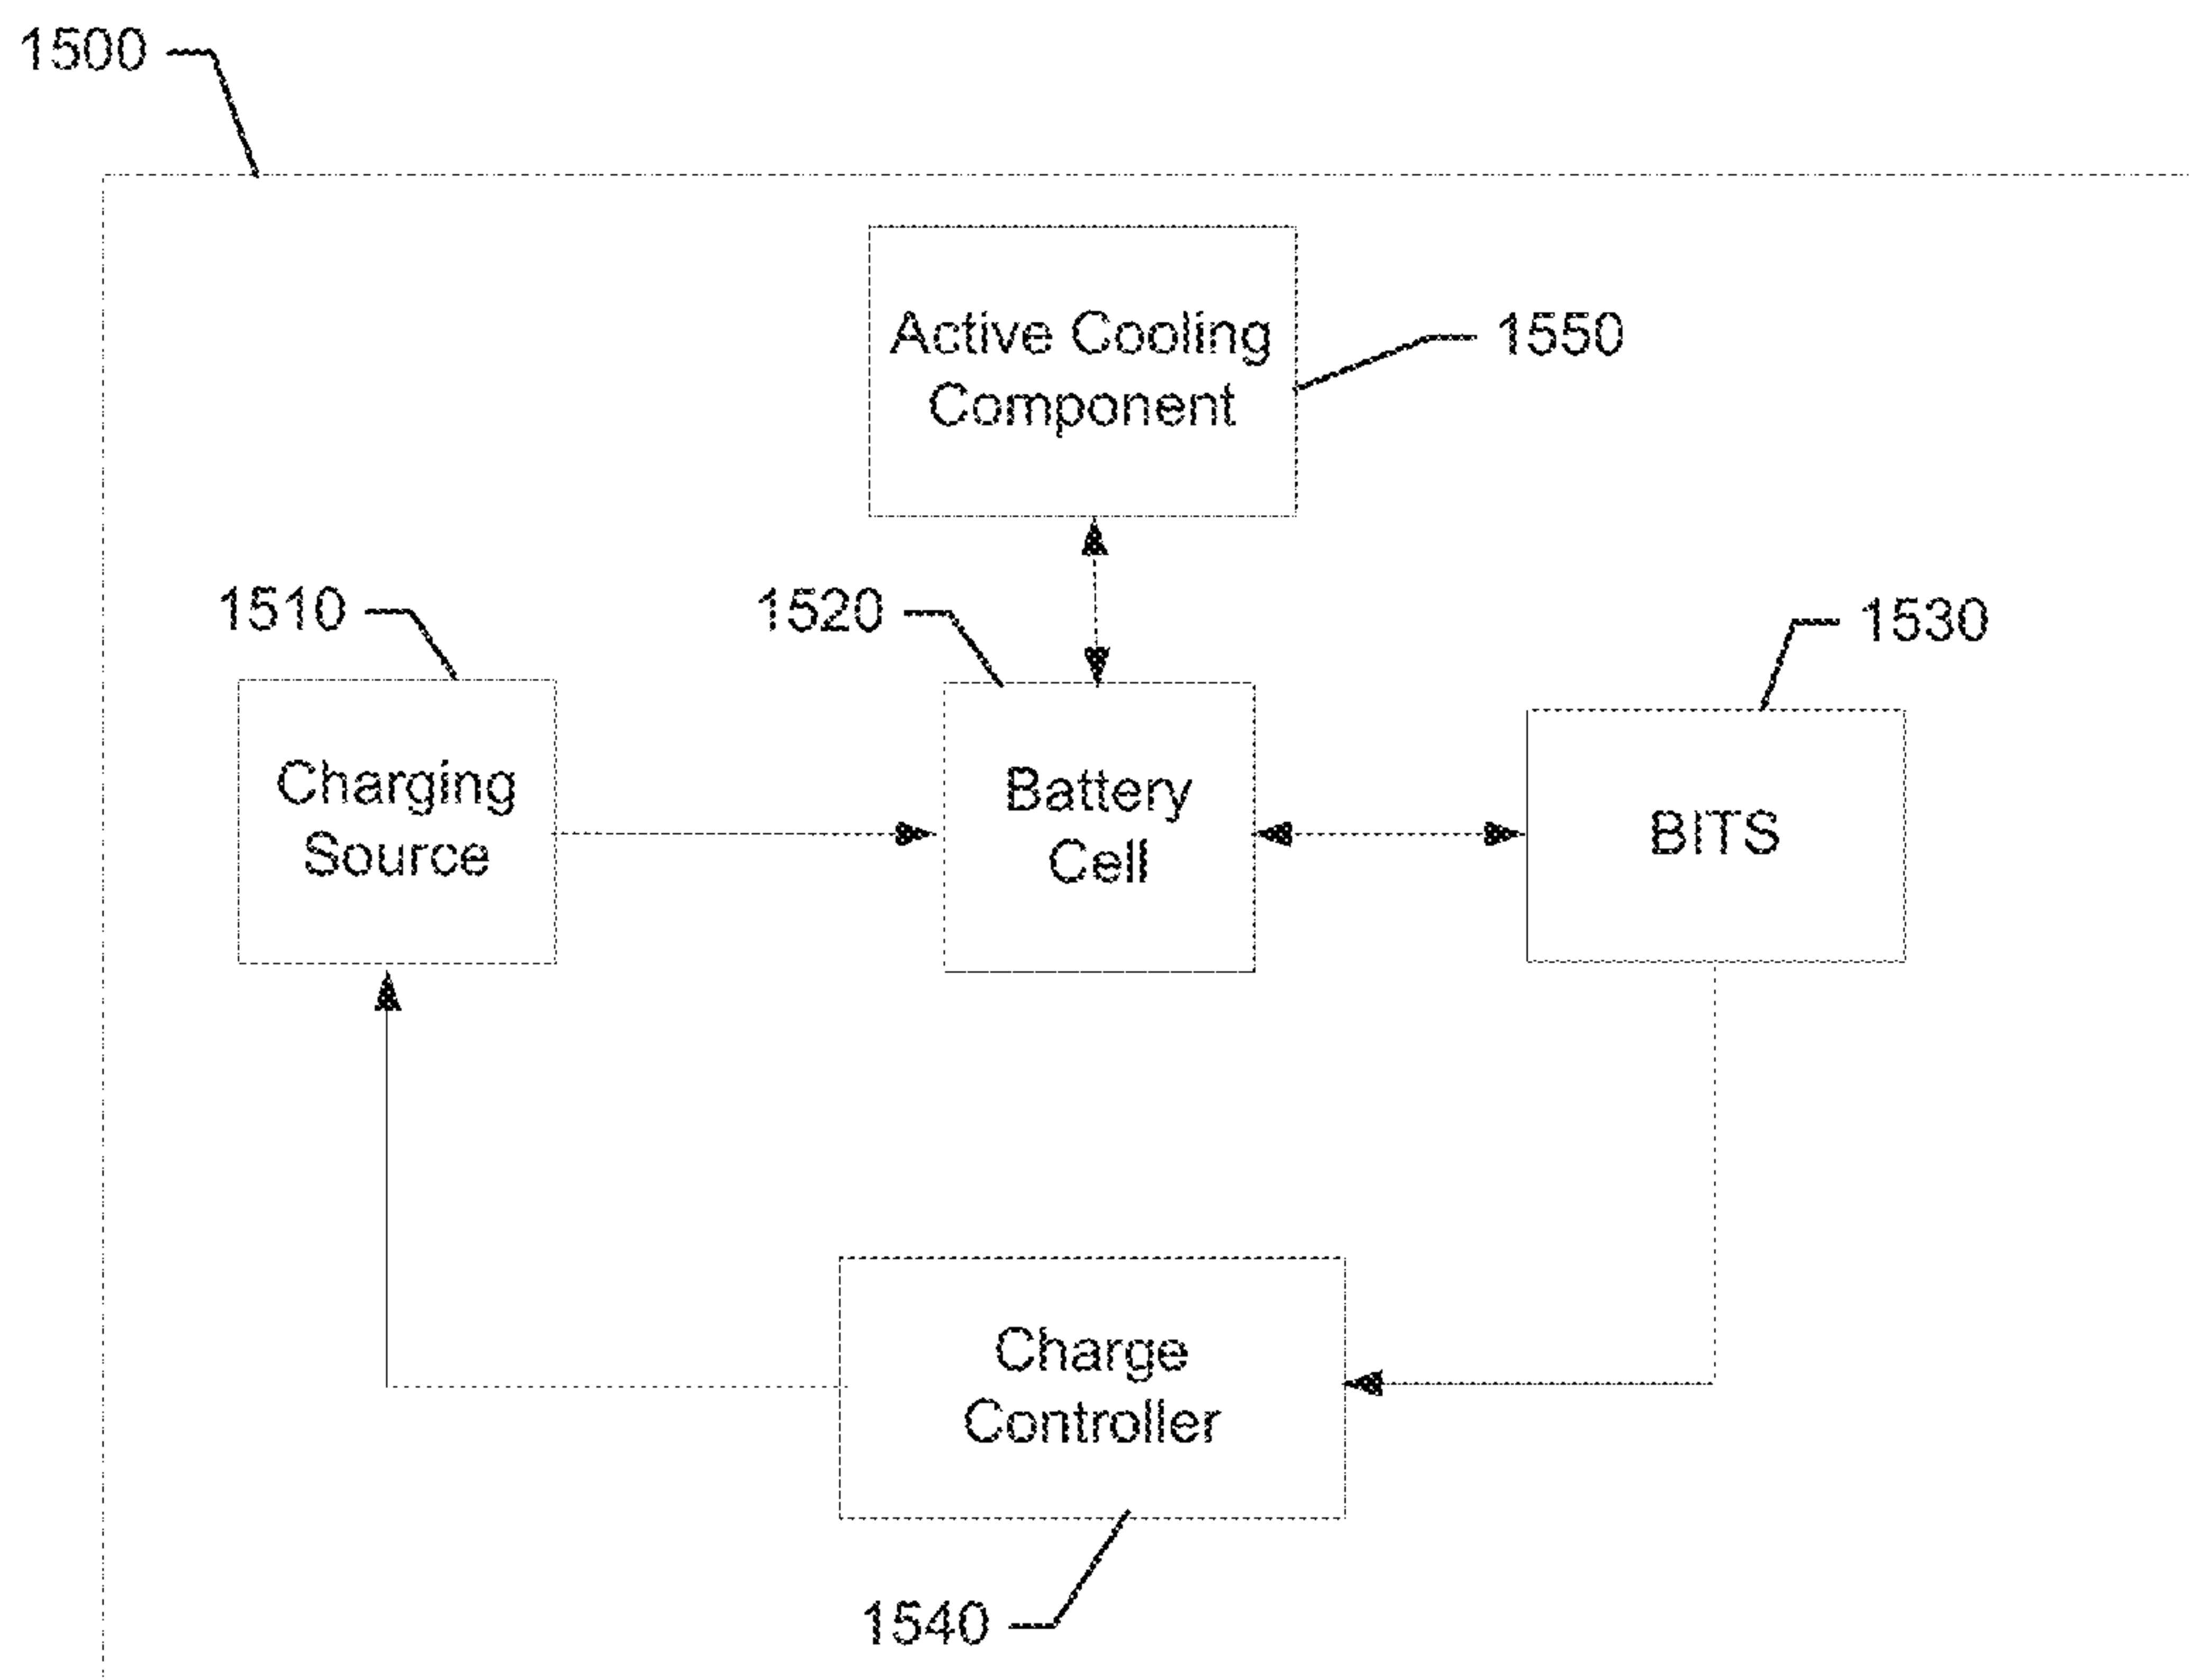 1500
Active Cooling
Component
1550
1510
1520
1530
Charging
Source
Battery
Cell
BITS
Charge
Controller
1540